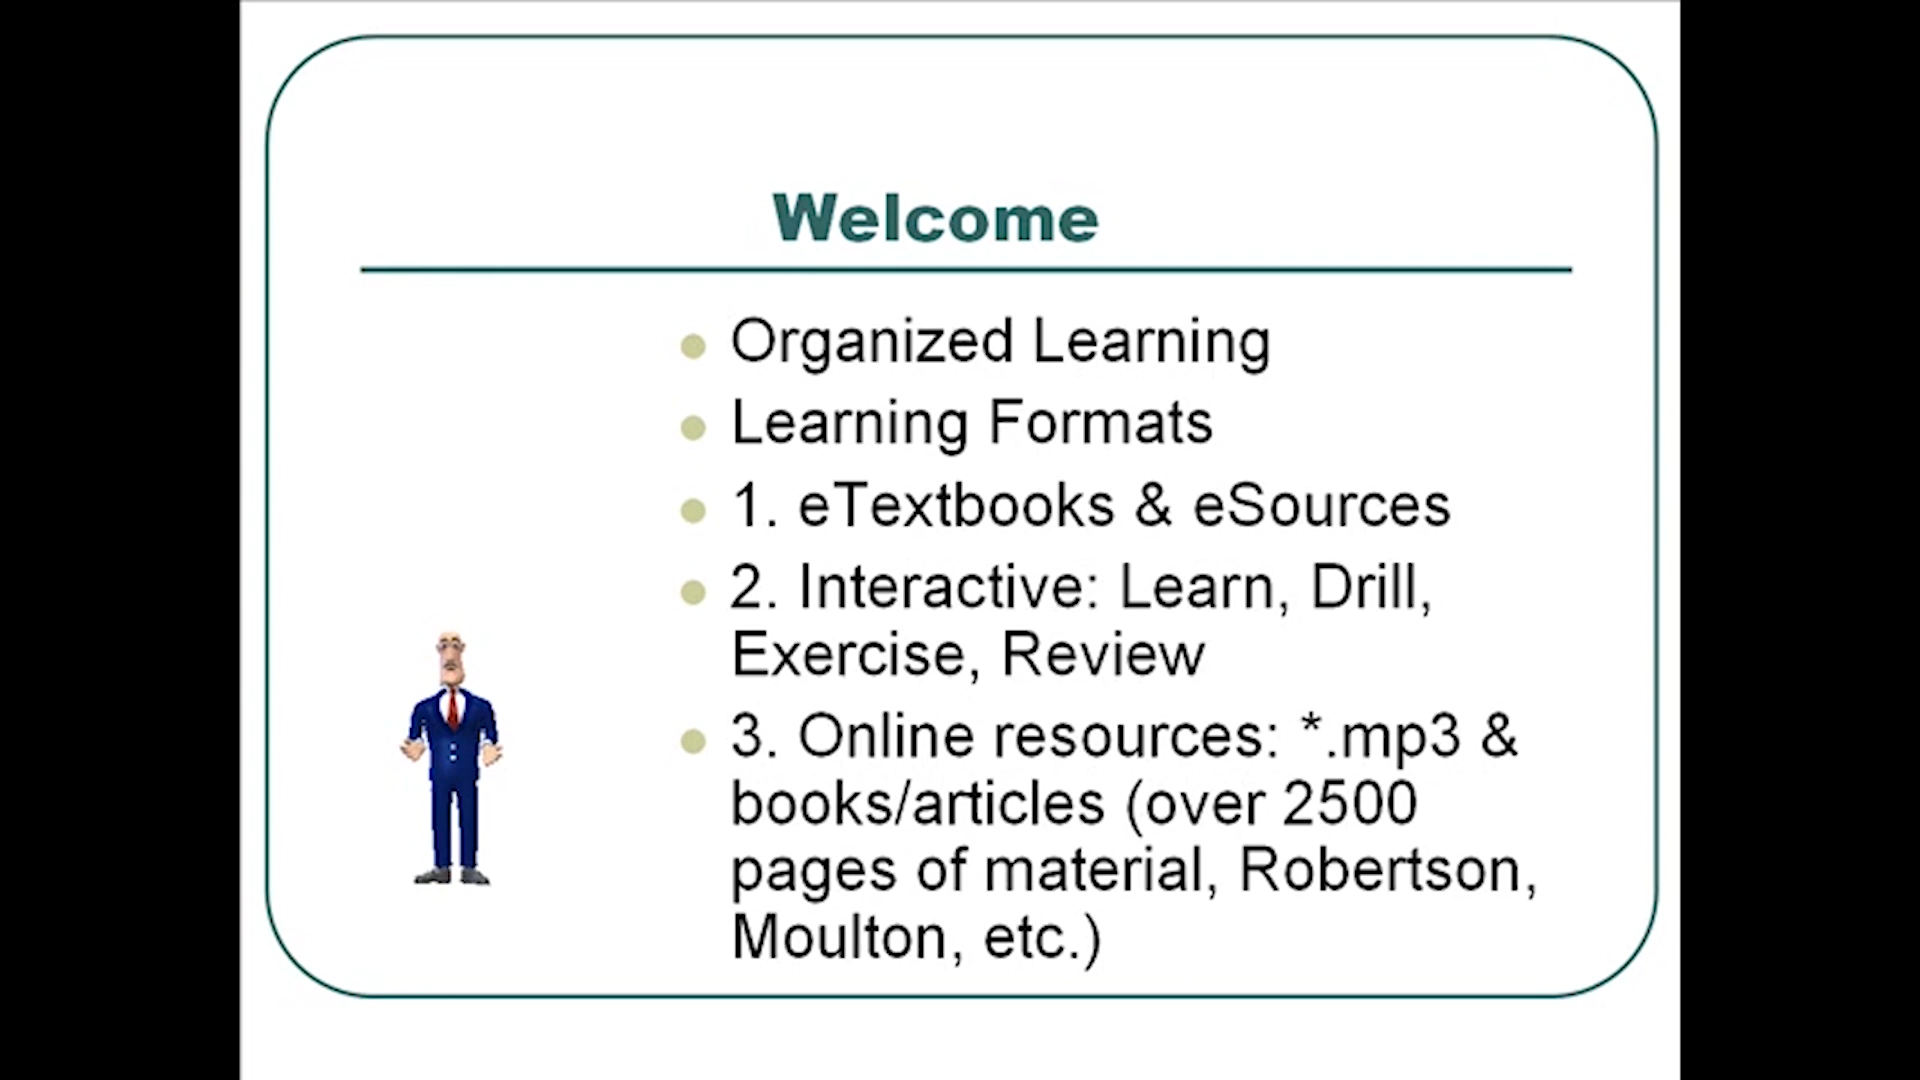 Welcome
Organized Learning
Learning Formats
1. eTextbooks & eSources
2. Interactive: Learn, Drill,
Exercise, Review
3. Online resources: *.mp3 &
books/articles (over 2500
pages of material, Robertson,
Moulton, etc.)